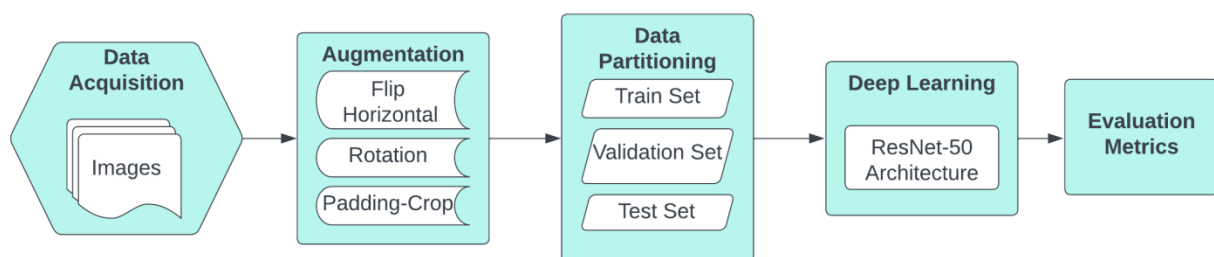 Data
Acquisition
Images
Augmentation
Flip
Horizontal
Rotation
Padding-Crop
Data
Partitioning
Train Set
Validation Set
Test Set
Deep Learning
ResNet-50
Architecture
Evaluation
Metrics